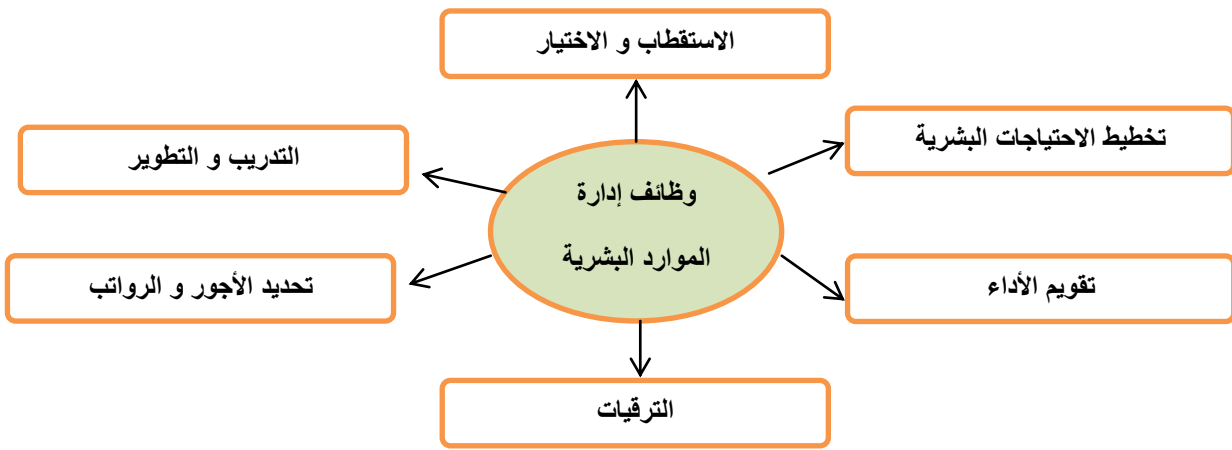 الاستقطاب و الاختيار
تخطيط الاحتياجات البشرية
التدريب و التطوير
وظائف إدارة
الموارد البشرية
تقويم الأداء
تحديد الأجور و الرواتب
الترقيات